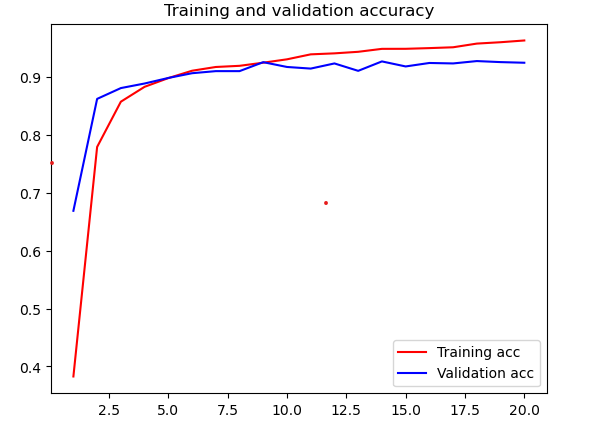 Training and validation accuracy
0.9
0.8
0.7
0.6
0.5
0.4
Training acc
Validation acc
2.5 5.0 7.5 10.0 12.5 15.0 17.5 20.0